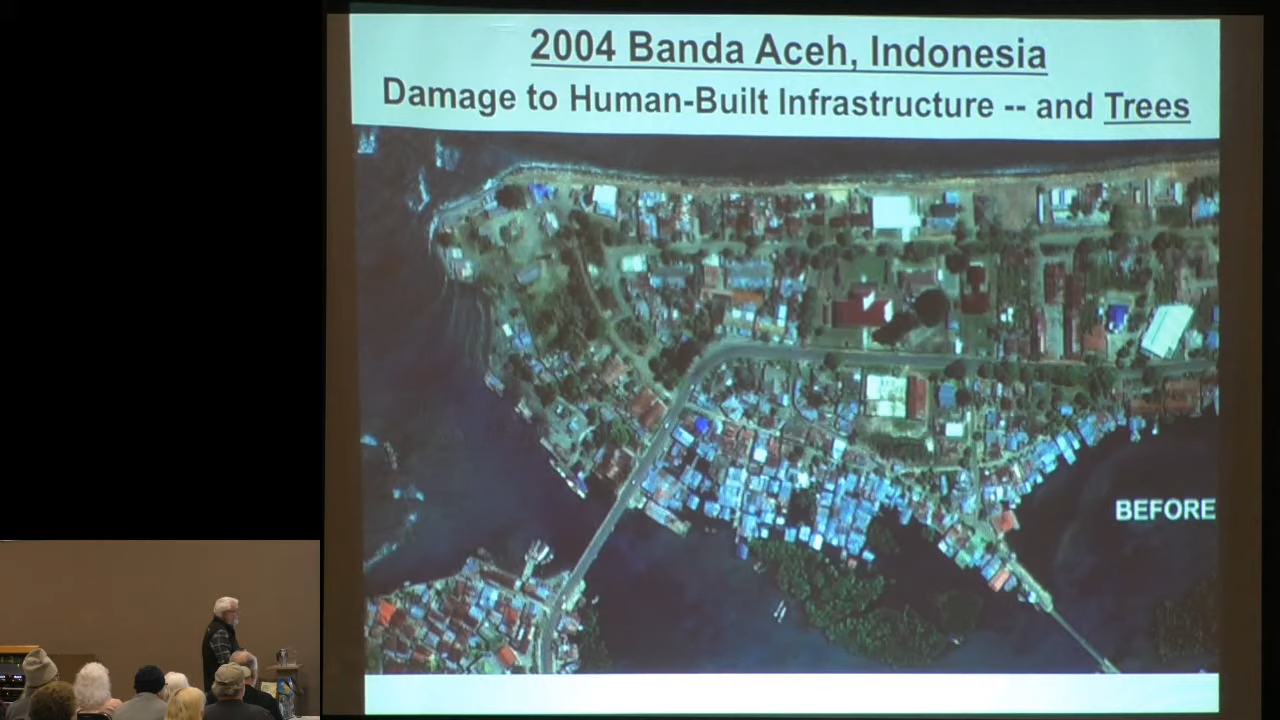 2004 Banda Aceh, Indonesia
Damage to Human-Built Infrastructure -- and Trees
BEFORE